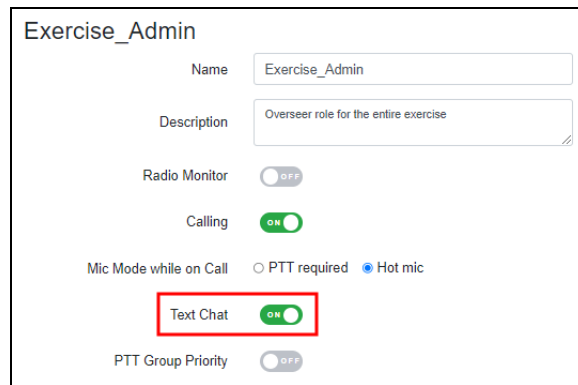 Exercise_Admin
Name Exercise_Admin
Description Overseer role for the entire exercise
Radio Monitor OFF
Calling ON
Mic Mode while on Call PTT required Hot mic
Text Chat ON
PTT Group Priority OFF